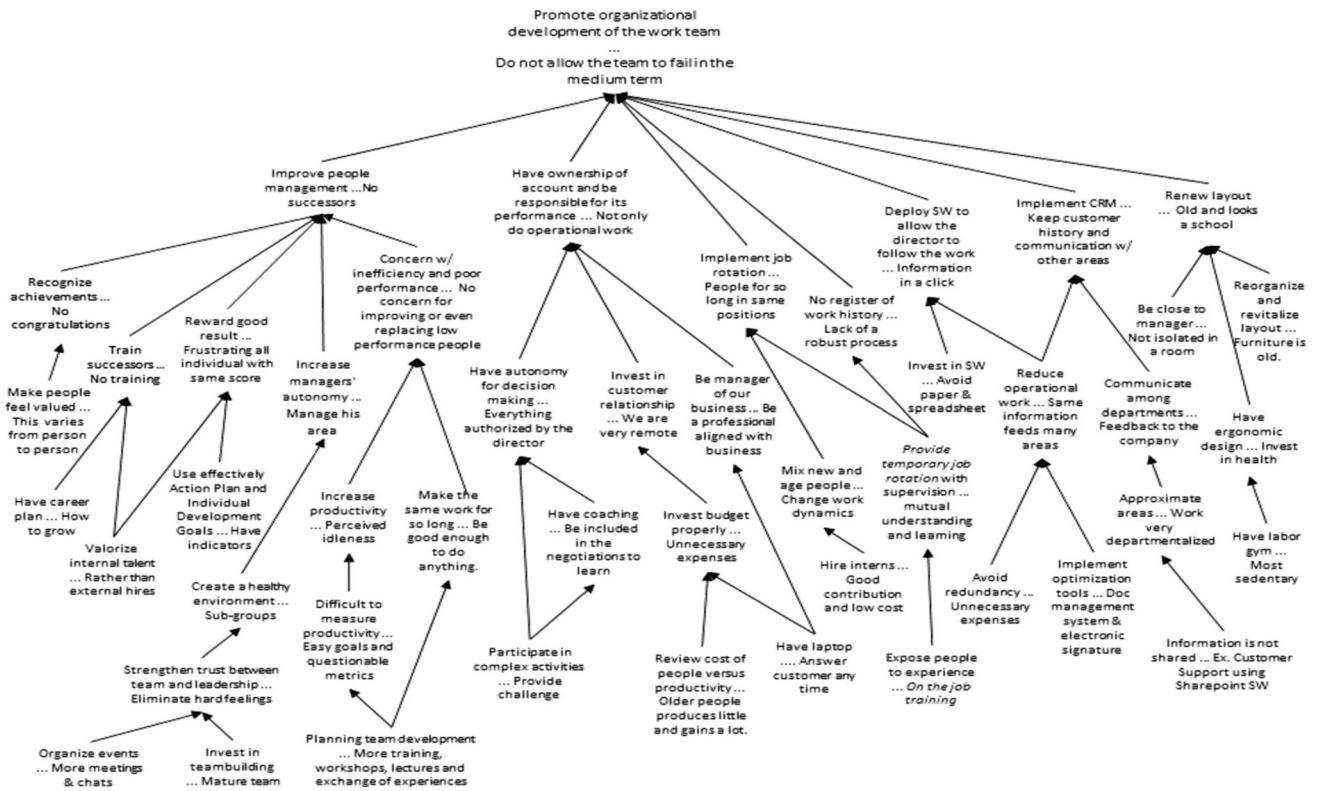 Promote organizational
development of the work team
...
Do not allow the team to fail in the
medium term
Improve people
management ... No
successors
Have ownership of
account and be
responsible for its
performance ... Not only
do operational work
Implement job
rotation ...
People for so
long in same
positions
No register of
work history ...
Lack of a
robust process
Deploy SW to
allow the
director to
follow the work
... Information
in a click
Implement CRM ...
Keep customer
history and
communication w/
other areas
Renew layout
... Old and looks
a school
Recognize
achievements ...
No
congratulations
Train
successors ...
No training
Reward good
result ...
Frustrating all
individual with
same score
Increase
managers'
autonomy ...
Manage his
area
Concern w/
inefficiency and poor
performance ... No
concern for
improving or even
replacing low
performance people
Have autonomy
for decision
making ...
Everything
authorized by the
director
Invest in
customer
relationship
... We are
very remote
Be manager
of our
business ... Be
a professional
aligned with
business
Invest in SW
... Avoid
paper &
spreadsheet
Reduce
operational
work ... Same
information
feeds many
areas
Communicate
among
departments ...
Feedback to the
company
Be close to
manager ...
Not isolated in
a room
Reorganize
and
revitalize
layout ...
Furniture is
old.
Have
ergonomic
design ... Invest
in health
Make people
feel valued ...
This varies
from person
to person
Have career
plan ... How
to grow
Valorize
internal talent
... Rather than
external hires
Use effectively
Action Plan and
Individual
Development
Goals ... Have
indicators
Create a healthy
environment ...
Sub-groups
Increase
productivity
... Perceived
idleness
Make the
same work for
so long ... Be
good enough
to do
anything.
Have coaching
... Be included
in the
negotiations to
learn
Invest budget
properly ...
Unnecessary
expenses
Mix new and
age people ...
Change work
dynamics
Provide
temporary job
rotation with
supervision ...
mutual
understanding
and learning
Approximate
areas ... Work
very
departmentalized
Have labor
gym ...
Most
sedentary
Strengthen trust between
team and leadership ...
Eliminate hard feelings
Difficult to
measure
productivity ...
Easy goals and
questionable
metrics
Participate in
complex activities
... Provide
challenge
Review cost of
people versus
productivity ...
Older people
produces little
and gains a lot.
Have laptop
.... Answer
customer any
time
Hire interns ...
Good
contribution
and low cost
Expose people
to experience
... On the job
training
Avoid
redundancy ...
Unnecessary
expenses
Implement
optimization
tools ... Doc
management
system &
electronic
signature
Information is not
shared ... Ex. Customer
Support using
Sharepoint SW
Organize events
... More meetings
& chats
Invest in
teambuilding
... Mature team
Planning team development
... More training,
workshops, lectures and
exchange of experiences